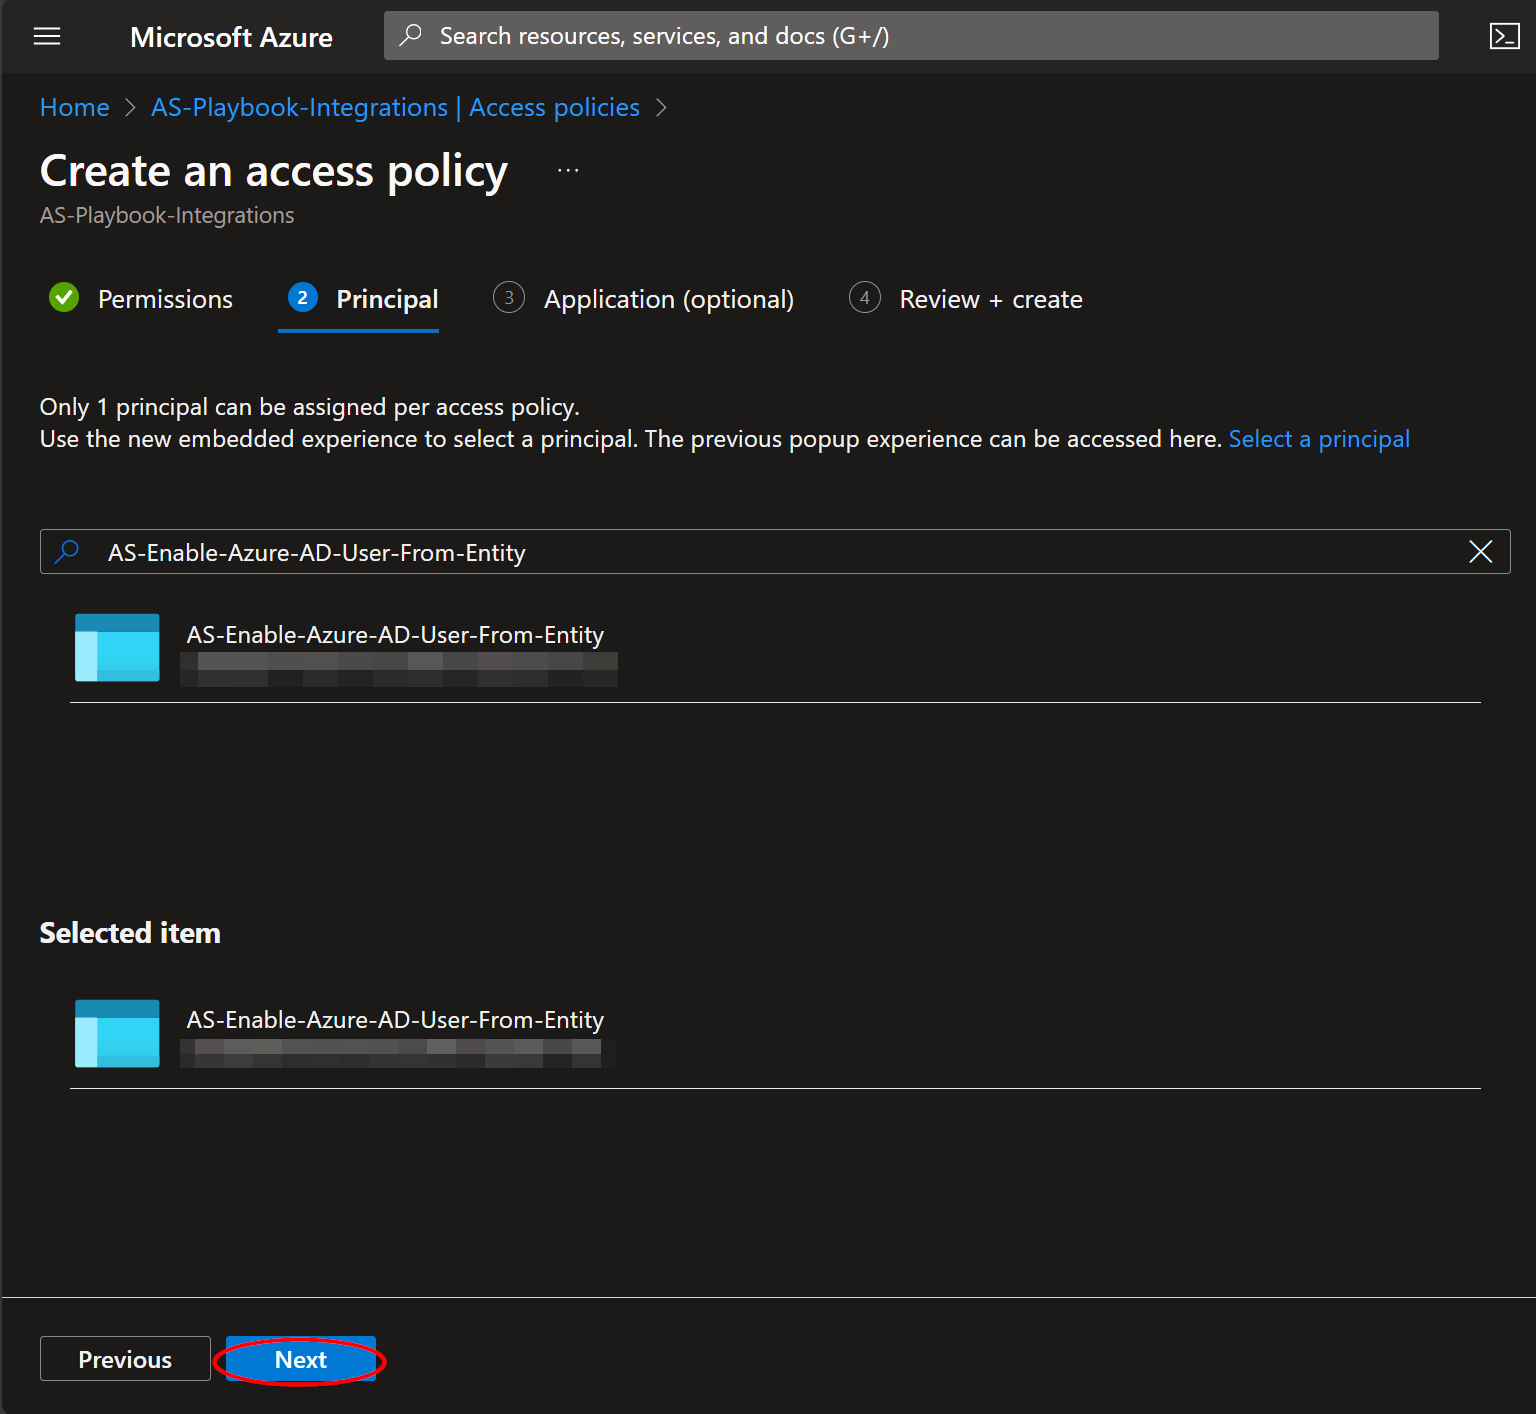 Microsoft Azure
Search resources, services, and docs (G+/)
Home > AS-Playbook-Integrations | Access policies >
Create an access policy ...
AS-Playbook-Integrations
Permissions
2 Principal
3 Application (optional)
4 Review + create
Only 1 principal can be assigned per access policy.
Use the new embedded experience to select a principal. The previous popup experience can be accessed here. Select a principal
AS-Enable-Azure-AD-User-From-Entity
AS-Enable-Azure-AD-User-From-Entity
Selected item
AS-Enable-Azure-AD-User-From-Entity
Previous
Next